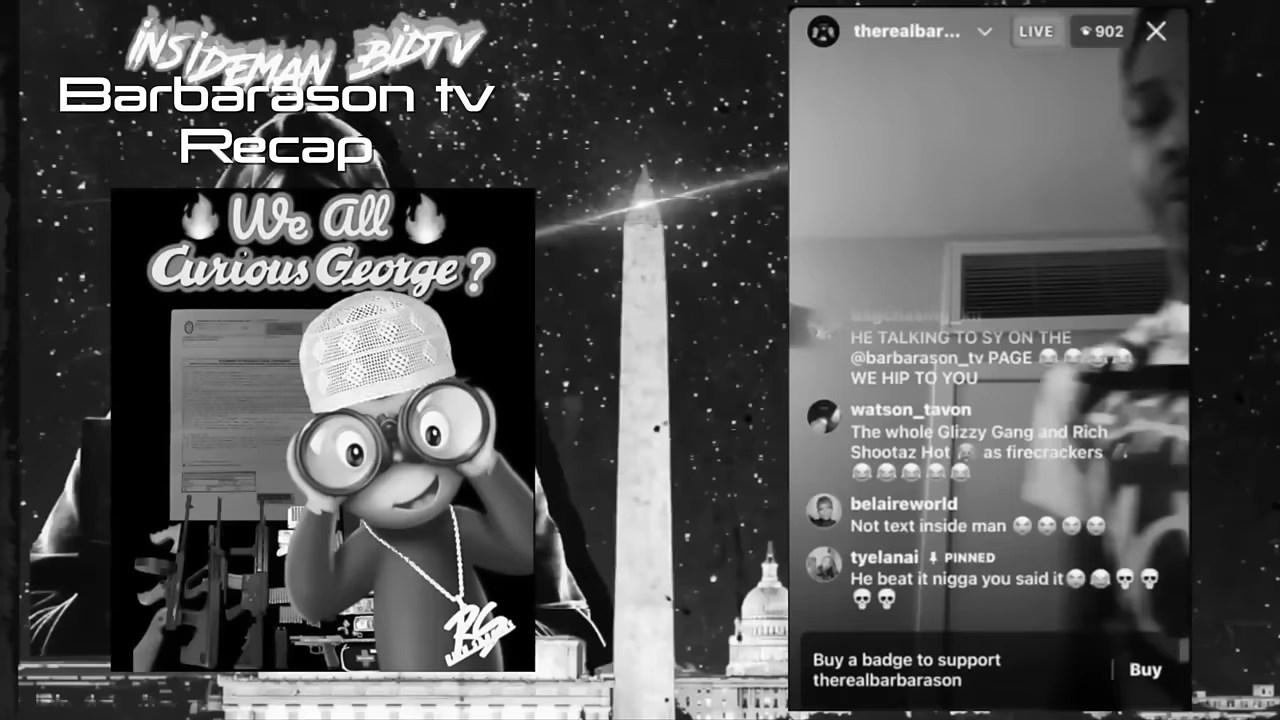 INSIDEMAN BIDTV
Barbarason tv
Recap
We All
Curious George?
RS
therealbar...
LIVE
902
HE TALKING TO SY ON THE
@barbarason_tv PAGE 😂😂😂😂
WE HIP TO YOU
watson_tavon
The whole Glizzy Gang and Rich
Shootaz Hot as firecrackers
😂😂😂😂😂
belaireworld
Not text inside man 😂😂😂😂
tyelanai PINNED
He beat it nigga you said it😂😂💀💀
💀💀
Buy a badge to support
therealbarbarason
Buy